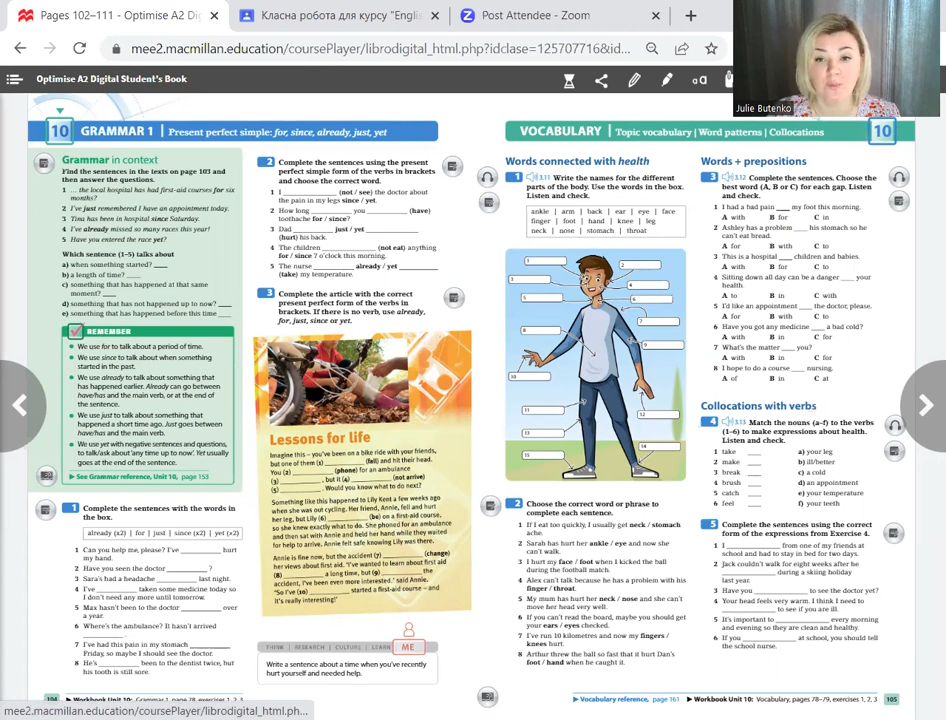 Pages 102–111 - Optimise A2 Di
Класна робота для курсу "Englis
Post Attendee - Zoom
mee2.macmillan.education/coursePlayer/librodigital_html.php?idclase=125707716&id...
Optimise A2 Digital Student's Book
Julie Butenko
10 GRAMMAR 1 | Present perfect simple: for, since, already, just, yet
Grammar in context
Find the sentences in the texts on page 103 and
then answer the questions.
1 ... the local hospital has had first-aid courses for six
months?
2 I've just remembered I have an appointment today.
3 Tina has been in hospital since Saturday.
4 I've already missed so many races this year!
5 Have you entered the race yet?
Which sentence (1–5) talks about
a) when something started? ____
b) a length of time? ____
c) something that has happened at that same
moment? ____
d) something that has not happened up to now? ____
e) something that has happened before this time ____
REMEMBER
We use for to talk about a period of time.
We use since to talk about when something
started in the past.
We use already to talk about something that
has happened earlier. Already can go between
have/has and the main verb, or at the end of
the sentence.
We use just to talk about something that
happened a short time ago. Just goes between
have/has and the main verb.
We use yet with negative sentences and questions,
to talk/ask about 'any time up to now'. Yet usually
goes at the end of the sentence.
▶ See Grammar reference, Unit 10, page 153
1 Complete the sentences with the words in
the box.
already (x2) | for | just | since (x2) | yet (x2)
1 Can you help me, please? I've ________ hurt
my hand.
2 Have you seen the doctor ________ ?
3 Sara's had a headache ________ last night.
4 I've ________ taken some medicine today so
I don't need any more until tomorrow.
5 Max hasn't been to the doctor ________ over
a year.
6 Where's the ambulance? It hasn't arrived
________ .
7 I've had this pain in my stomach ________
Friday, so maybe I should see the doctor.
8 He's ________ been to the dentist twice, but
his tooth is still sore.
104 ▶ Workbook Unit 10: Grammar 1, page 78, exercises 1, 2, 3
2 Complete the sentences using the present
perfect simple form of the verbs in brackets
and choose the correct word.
1 I ________ (not / see) the doctor about
the pain in my legs since / yet.
2 How long ________ you ________ (have)
toothache for / since?
3 Dad ________ just / yet ________
(hurt) his back.
4 The children ________ (not eat) anything
for / since 7 o'clock this morning.
5 The nurse ________ already / yet ________
(take) my temperature.
3 Complete the article with the correct
present perfect form of the verbs in
brackets. If there is no verb, use already,
for, just, since or yet.
Lessons for life
Imagine this – you've been on a bike ride with your friends,
but one of them (1) ________ (fall) and hit their head.
You (2) ________ (phone) for an ambulance
(3) ________ , but it (4) ________ (not arrive)
(5) ________ . Would you know what to do next?
Something like this happened to Lily Kent a few weeks ago
when she was out cycling. Her friend, Annie, fell and hurt
her leg, but Lily (6) ________ (be) on a first-aid course,
so she knew exactly what to do. She phoned for an ambulance
and then sat with Annie and held her hand while they waited
for help to arrive. Annie felt safe knowing Lily was there.
Annie is fine now, but the accident (7) ________ (change)
her views about first aid. 'I've wanted to learn about first aid
(8) ________ a long time, but (9) ________ the
accident, I've been even more interested.' said Annie.
'So I've (10) ________ started a first-aid course – and
it's really interesting!'
THINK | RESEARCH | CULTURE | LEARN | ME
Write a sentence about a time when you've recently
hurt yourself and needed help.
VOCABULARY | Topic vocabulary | Word patterns | Collocations 10
Words connected with health
1 3.11 Write the names for the different
parts of the body. Use the words in the box.
Listen and check.
ankle | arm | back | ear | eye | face
finger | foot | hand | knee | leg
neck | nose | stomach | throat
1
2
3
4
5
6
7
8
9
10
11
12
13
14
15
2 Choose the correct word or phrase to
complete each sentence.
1 If I eat too quickly, I usually get neck / stomach
ache.
2 Sarah has hurt her ankle / eye and now she
can't walk.
3 I hurt my face / foot when I kicked the ball
during the football match.
4 Alex can't talk because he has a problem with his
finger / throat.
5 My mum has hurt her neck / nose and she can't
move her head very well.
6 If you can't read the board, maybe you should get
your ears / eyes checked.
7 I've run 10 kilometres and now my fingers /
knees hurt.
8 Arthur threw the ball so fast that it hurt Dan's
foot / hand when he caught it.
Words + prepositions
3 3.12 Complete the sentences. Choose the
best word (A, B or C) for each gap. Listen
and check.
1 I had a bad pain ____ my foot this morning.
A with B for C in
2 Ashley has a problem ____ his stomach so he
can't eat bread.
A for B with C to
3 This is a hospital ____ children and babies.
A with B for C to
4 Sitting down all day can be a danger ____ your
health.
A to B in C with
5 I'd like an appointment ____ the doctor, please.
A for B with C to
6 Have you got any medicine ____ a bad cold?
A with B in C for
7 What's the matter ____ you?
A with B in C for
8 I hope to do a course ____ nursing.
A of B in C at
Collocations with verbs
4 3.13 Match the nouns (a–f) to the verbs
(1–6) to make expressions about health.
Listen and check.
1 take ____ a) your leg
2 make ____ b) ill/better
3 break ____ c) a cold
4 brush ____ d) an appointment
5 catch ____ e) your temperature
6 feel ____ f) your teeth
5 Complete the sentences using the correct
form of the expressions from Exercise 4.
1 I ________ from one of my friends at
school and had to stay in bed for two days.
2 Jack couldn't walk for eight weeks after he
________ during a skiing holiday
last year.
3 Have you ________ to see the doctor yet?
4 Your head feels very warm. I think I need to
________ to see if you are ill.
5 It's important to ________ every morning
and evening so they are clean and healthy.
6 If you ________ at school, you should tell
the school nurse.
▶ Vocabulary reference, page 161 ▶ Workbook Unit 10: Vocabulary, pages 78–79, exercises 1, 2, 3 105
mee2.macmillan.education/coursePlayer/librodigital_html.ph...